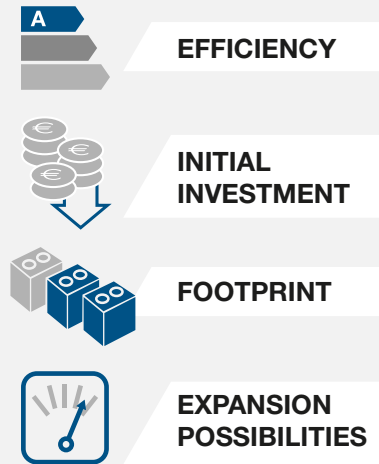 A
EFFICIENCY
€
€
€
INITIAL
INVESTMENT
FOOTPRINT
EXPANSION
POSSIBILITIES